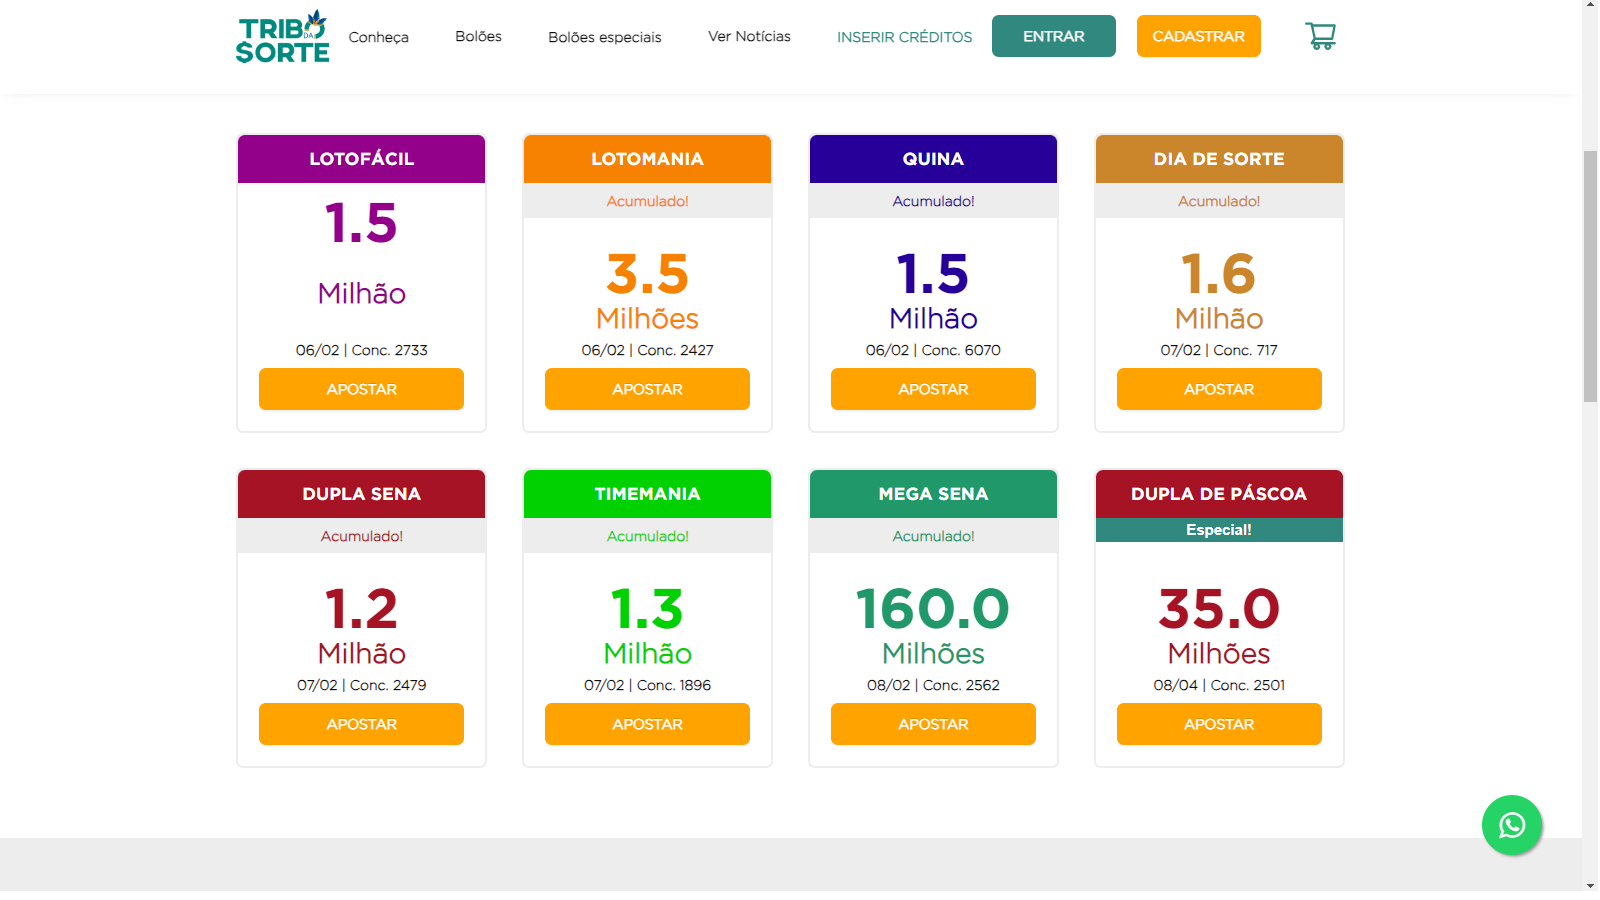 TRIBO DA SORTE
Conheça
Bolões
Bolões especiais
Ver Notícias
INSERIR CRÉDITOS
ENTRAR
CADASTRAR
LOTOFÁCIL
1.5
Milhão
06/02 | Conc. 2733
APOSTAR
LOTOMANIA
Acumulado!
3.5
Milhões
06/02 | Conc. 2427
APOSTAR
QUINA
Acumulado!
1.5
Milhão
06/02 | Conc. 6070
APOSTAR
DIA DE SORTE
Acumulado!
1.6
Milhão
07/02 | Conc. 717
APOSTAR
DUPLA SENA
Acumulado!
1.2
Milhão
07/02 | Conc. 2479
APOSTAR
TIMEMANIA
Acumulado!
1.3
Milhão
07/02 | Conc. 1896
APOSTAR
MEGA SENA
Acumulado!
160.0
Milhões
08/02 | Conc. 2562
APOSTAR
DUPLA DE PÁSCOA
Especial!
35.0
Milhões
08/04 | Conc. 2501
APOSTAR